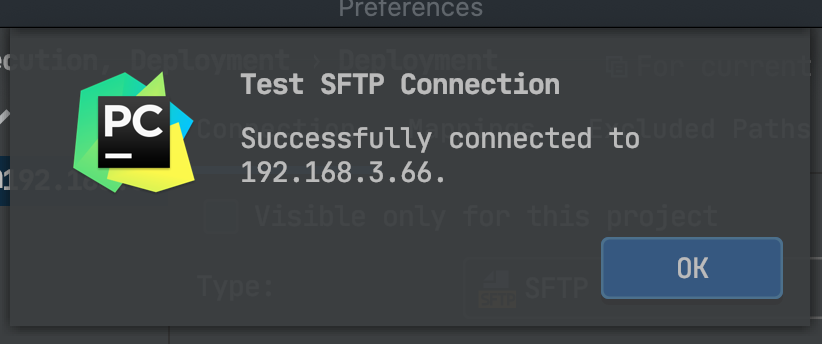 Preferences
ecution, Deployment › Deployment
For current
Test SFTP Connection
PC
Connection Mappings Excluded Paths
Successfully connected to
192.168.3.66.
192.16
Visible only for this project
OK
Type:
SFTP